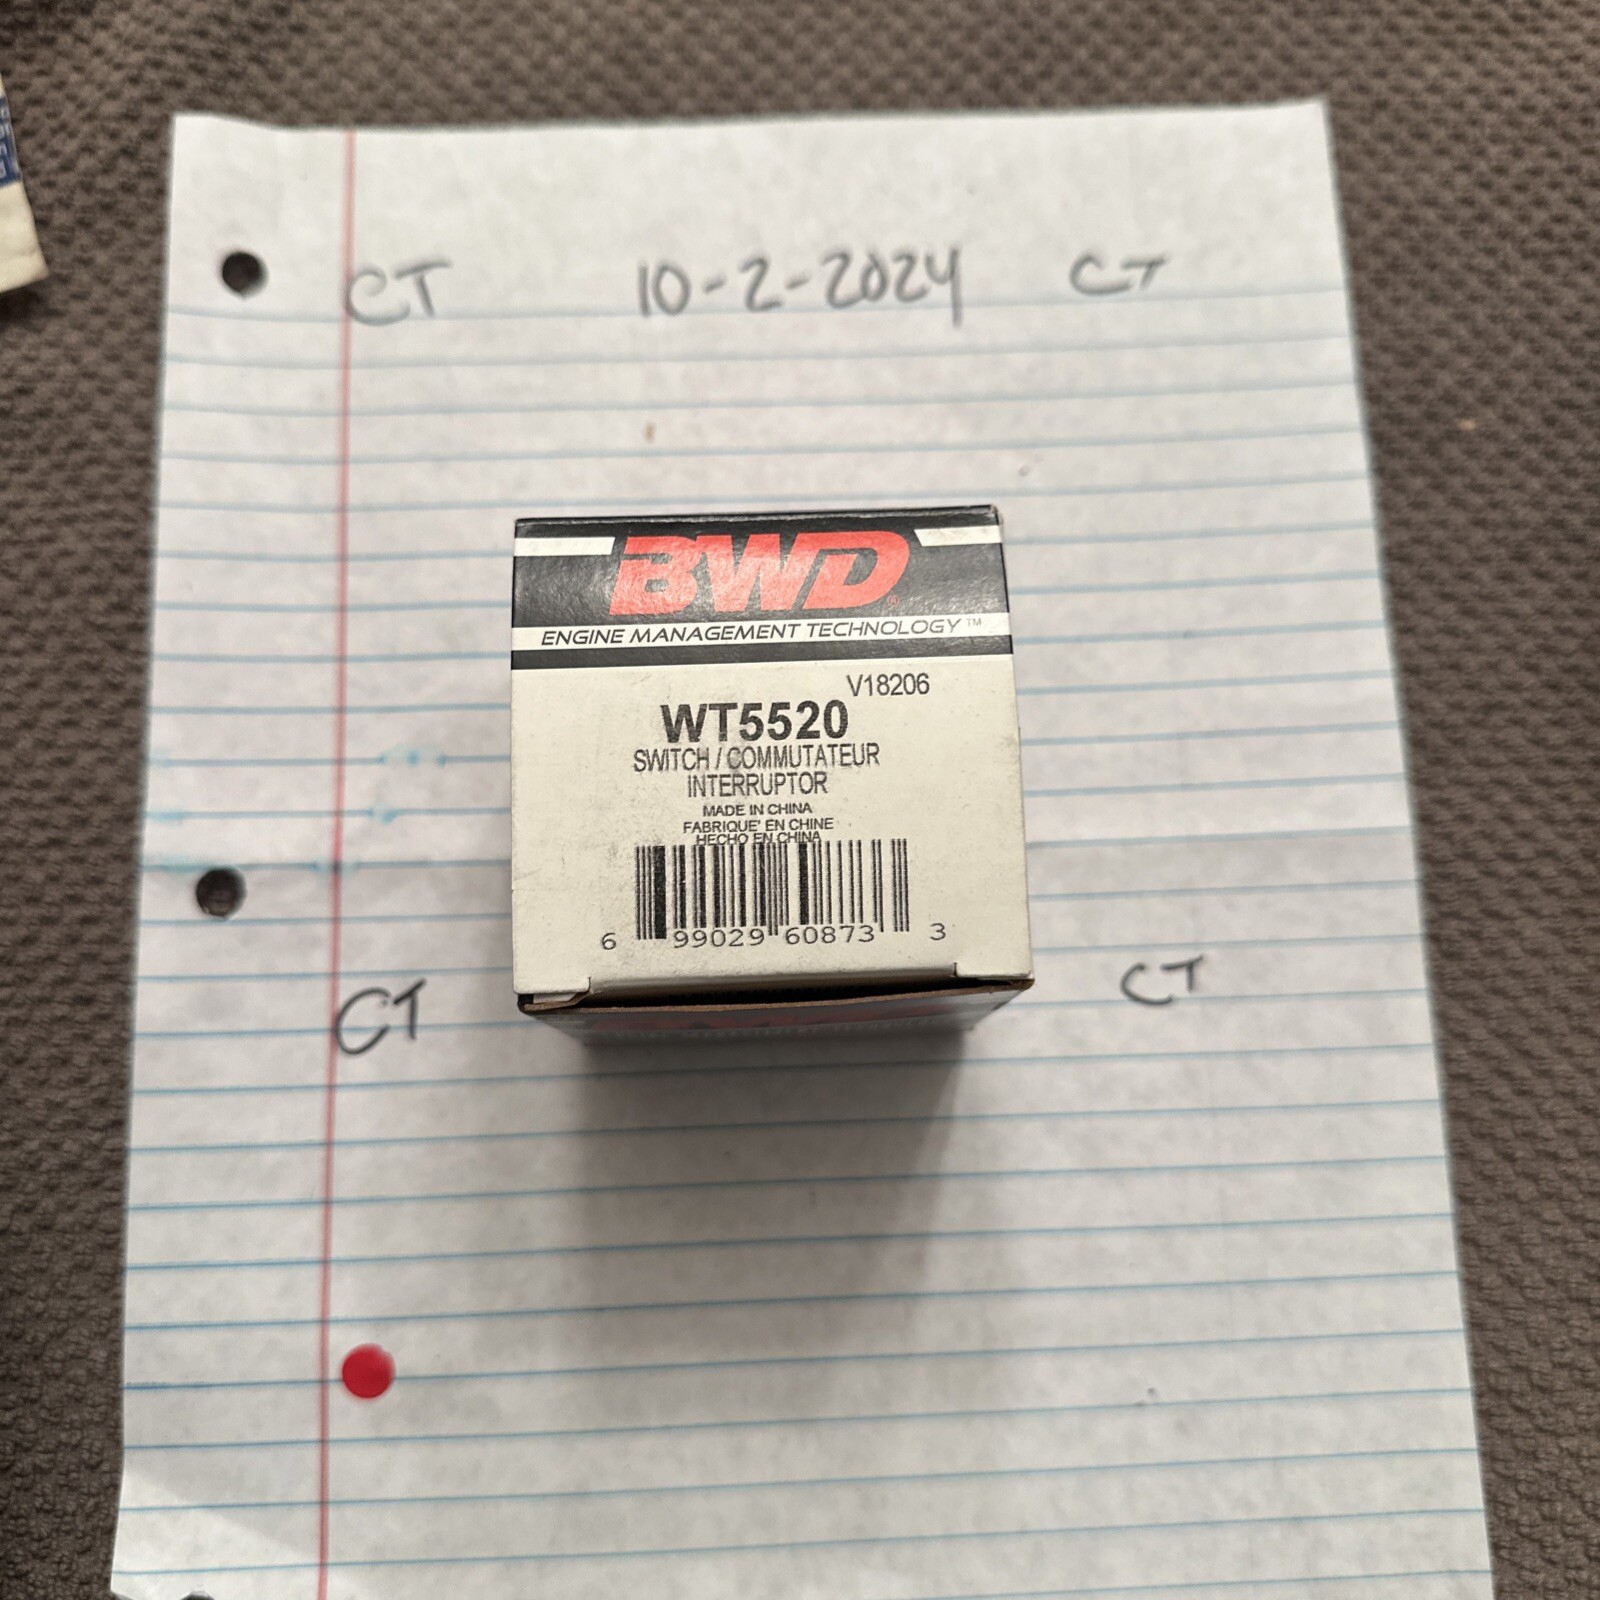 CT 10-2-2024 CT
BWD®
ENGINE MANAGEMENT TECHNOLOGY™
V18206
WT5520
SWITCH / COMMUTATEUR
INTERRUPTOR
MADE IN CHINA
FABRIQUE' EN CHINE
HECHO EN CHINA
6 99029 60873 3
CT CT